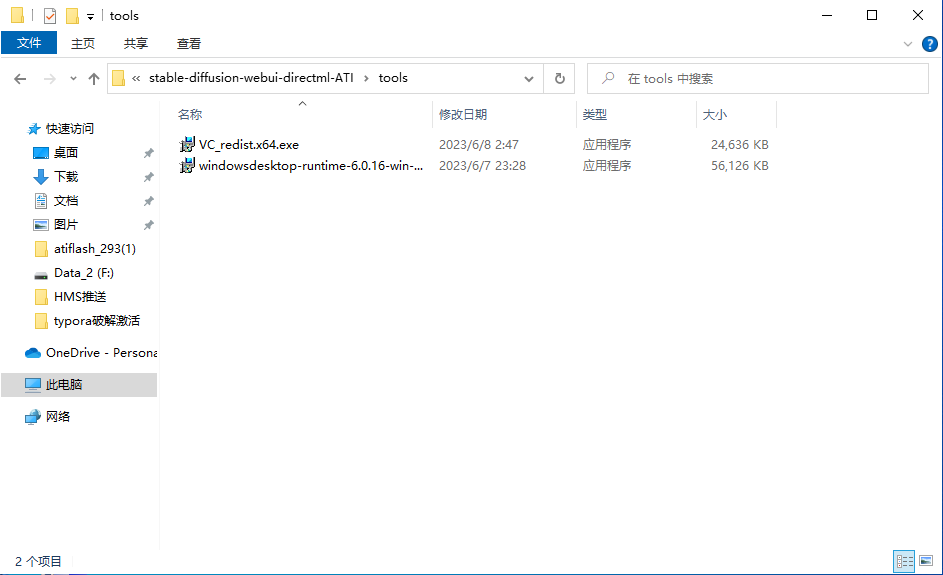 tools
文件 主页 共享 查看
« stable-diffusion-webui-directml-ATI › tools 在 tools 中搜索
名称 修改日期 类型 大小
快速访问
桌面
下载
文档
图片
atiflash_293(1)
Data_2 (F:)
HMS推送
typora破解激活
OneDrive - Persona
此电脑
网络
VC_redist.x64.exe 2023/6/8 2:47 应用程序 24,636 KB
windowsdesktop-runtime-6.0.16-win-... 2023/6/7 23:28 应用程序 56,126 KB
2 个项目